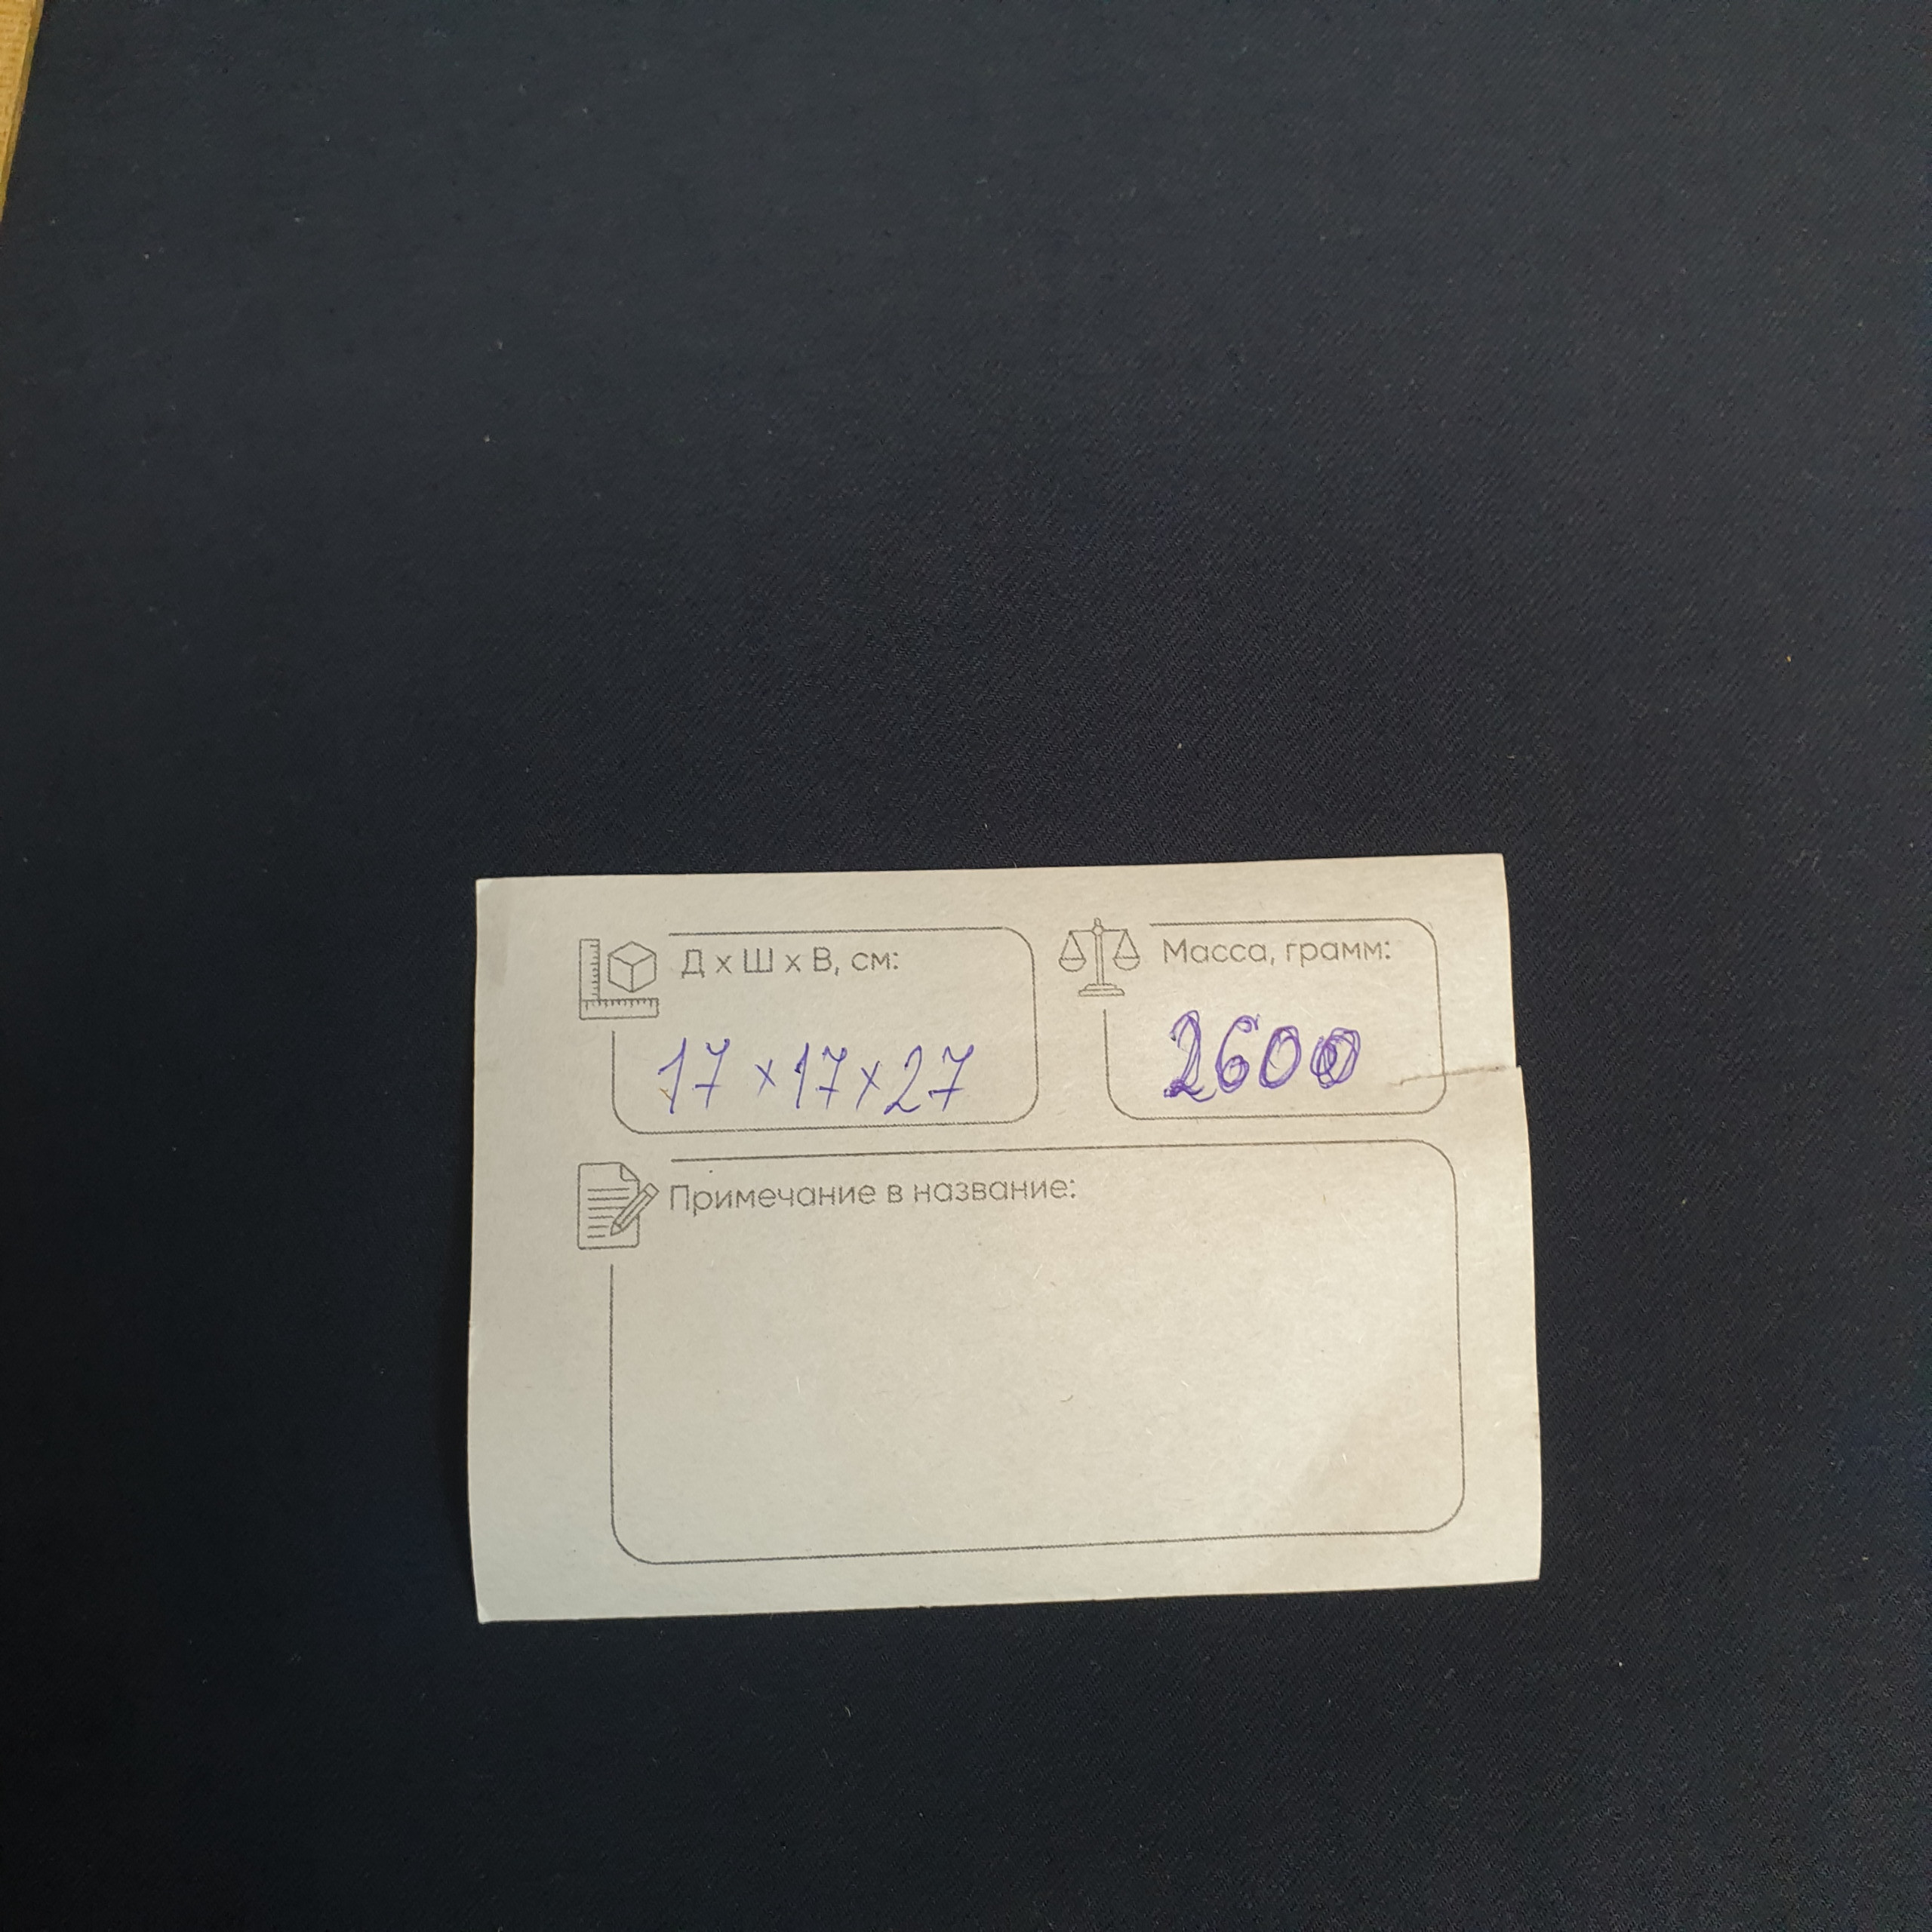 Д х Ш х В, см:
17 х 17 х 27
Масса, грамм:
2600
Примечание в название: